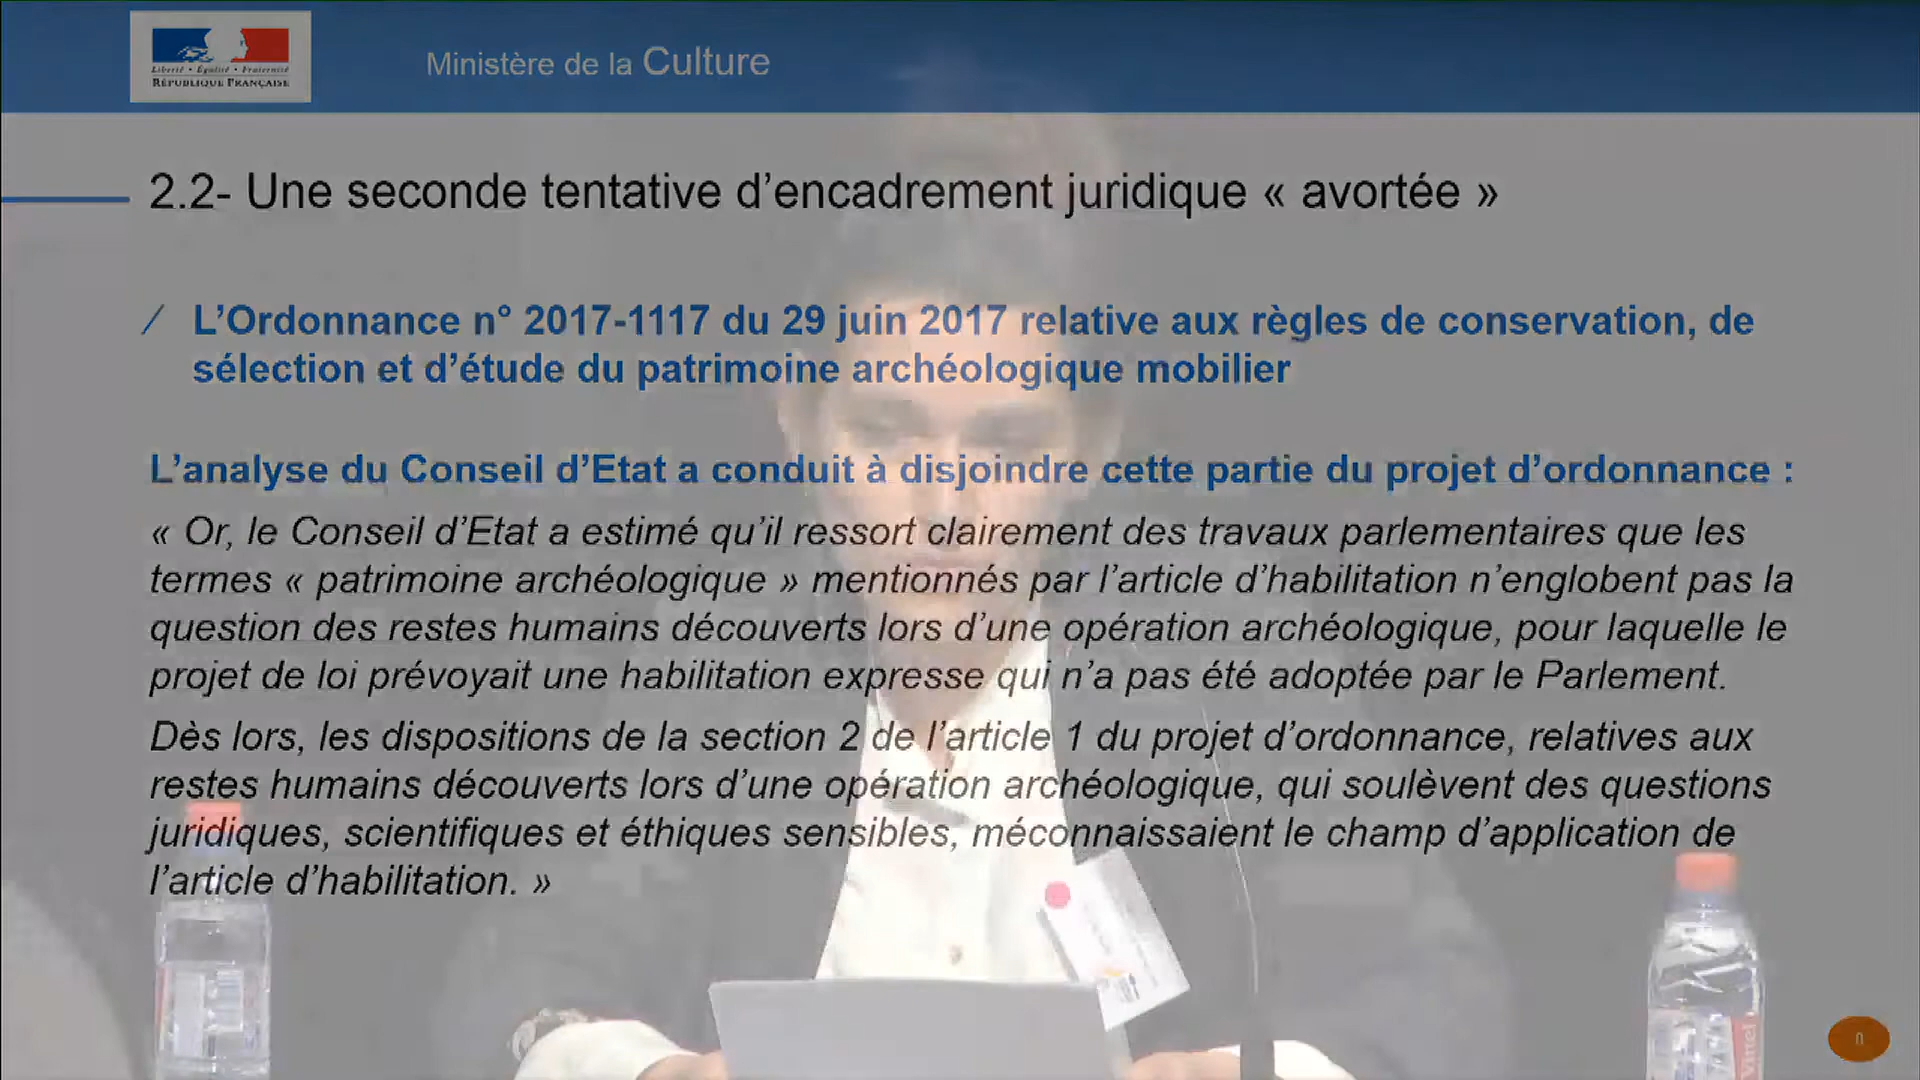 Liberté • Égalité • Fraternité
RÉPUBLIQUE FRANÇAISE
Ministère de la Culture
2.2- Une seconde tentative d’encadrement juridique « avortée »
/ L’Ordonnance n° 2017-1117 du 29 juin 2017 relative aux règles de conservation, de
sélection et d’étude du patrimoine archéologique mobilier
L’analyse du Conseil d’Etat a conduit à disjoindre cette partie du projet d’ordonnance :
« Or, le Conseil d’Etat a estimé qu’il ressort clairement des travaux parlementaires que les
termes « patrimoine archéologique » mentionnés par l’article d’habilitation n’englobent pas la
question des restes humains découverts lors d’une opération archéologique, pour laquelle le
projet de loi prévoyait une habilitation expresse qui n’a pas été adoptée par le Parlement.
Dès lors, les dispositions de la section 2 de l’article 1 du projet d’ordonnance, relatives aux
restes humains découverts lors d’une opération archéologique, qui soulèvent des questions
juridiques, scientifiques et éthiques sensibles, méconnaissaient le champ d’application de
l’article d’habilitation. »
Vittel